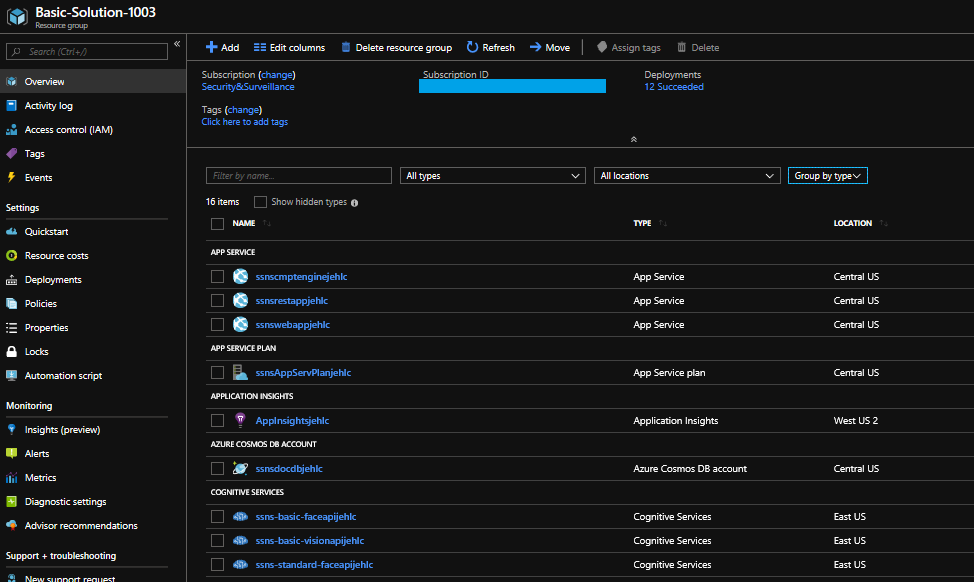 Basic-Solution-1003
Resource group
Search (Ctrl+/)
«
Overview
Activity log
Access control (IAM)
Tags
Events
Settings
Quickstart
Resource costs
Deployments
Policies
Properties
Locks
Automation script
Monitoring
Insights (preview)
Alerts
Metrics
Diagnostic settings
Advisor recommendations
Support + troubleshooting
New support request
Add Edit columns Delete resource group Refresh Move Assign tags Delete
Subscription (change) Subscription ID Deployments
Security&Surveillance 12 Succeeded
Tags (change)
Click here to add tags
Filter by name... All types All locations Group by type
16 items Show hidden types
NAME TYPE LOCATION
APP SERVICE
ssnscmptenginejehlc App Service Central US
ssnsrestappjehlc App Service Central US
ssnswebappjehlc App Service Central US
APP SERVICE PLAN
ssnsAppServPlanjehlc App Service plan Central US
APPLICATION INSIGHTS
AppInsightsjehlc Application Insights West US 2
AZURE COSMOS DB ACCOUNT
ssnsdocdbjehlc Azure Cosmos DB account Central US
COGNITIVE SERVICES
ssns-basic-faceapijehlc Cognitive Services East US
ssns-basic-visionapijehlc Cognitive Services East US
ssns-standard-faceapijehlc Cognitive Services East US